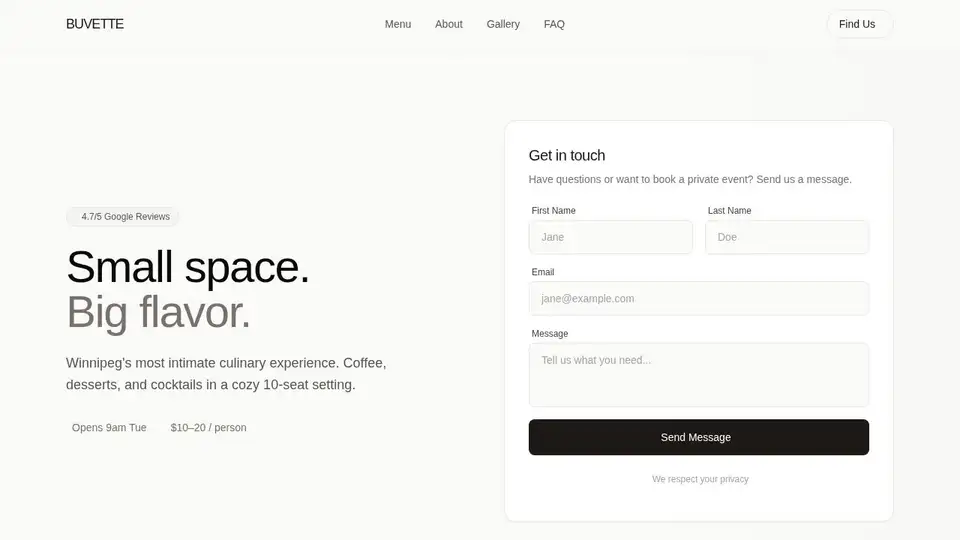 BUVETTE
Menu
About
Gallery
FAQ
Find Us
4.7/5 Google Reviews
Small space.
Big flavor.
Winnipeg's most intimate culinary experience. Coffee,
desserts, and cocktails in a cozy 10-seat setting.
Opens 9am Tue
$10–20 / person
Get in touch
Have questions or want to book a private event? Send us a message.
First Name
Last Name
Jane
Doe
Email
jane@example.com
Message
Tell us what you need...
Send Message
We respect your privacy